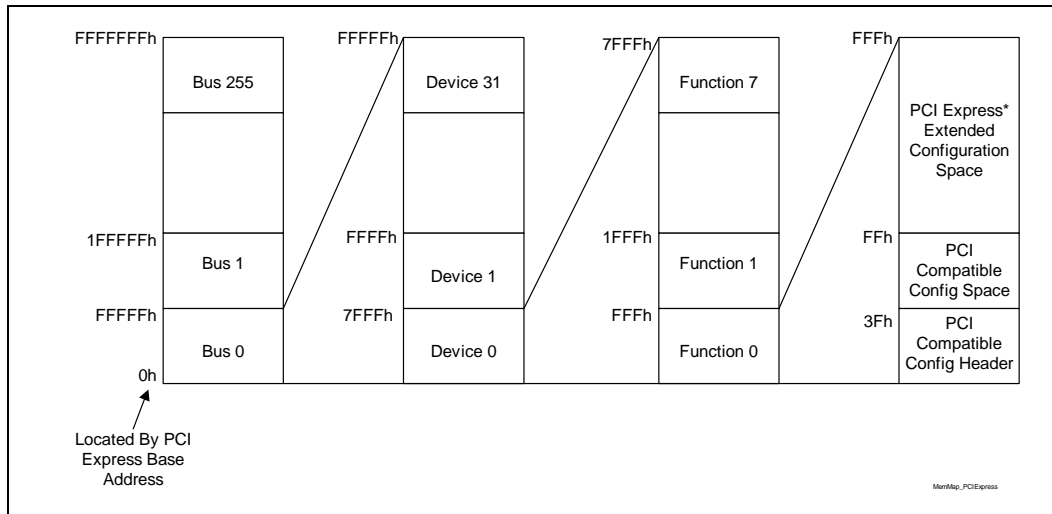 FFFFFFFh
Bus 255
1FFFFFh
Bus 1
FFFFFh
Bus 0
0h
Located By PCI
Express Base
Address
FFFFFh
Device 31
FFFFh
Device 1
7FFFh
Device 0
7FFFh
Function 7
1FFFh
Function 1
FFFh
Function 0
FFFh
PCI Express*
Extended
Configuration
Space
FFh
PCI
Compatible
Config Space
3Fh
PCI
Compatible
Config Header
MemMap_PCIExpress